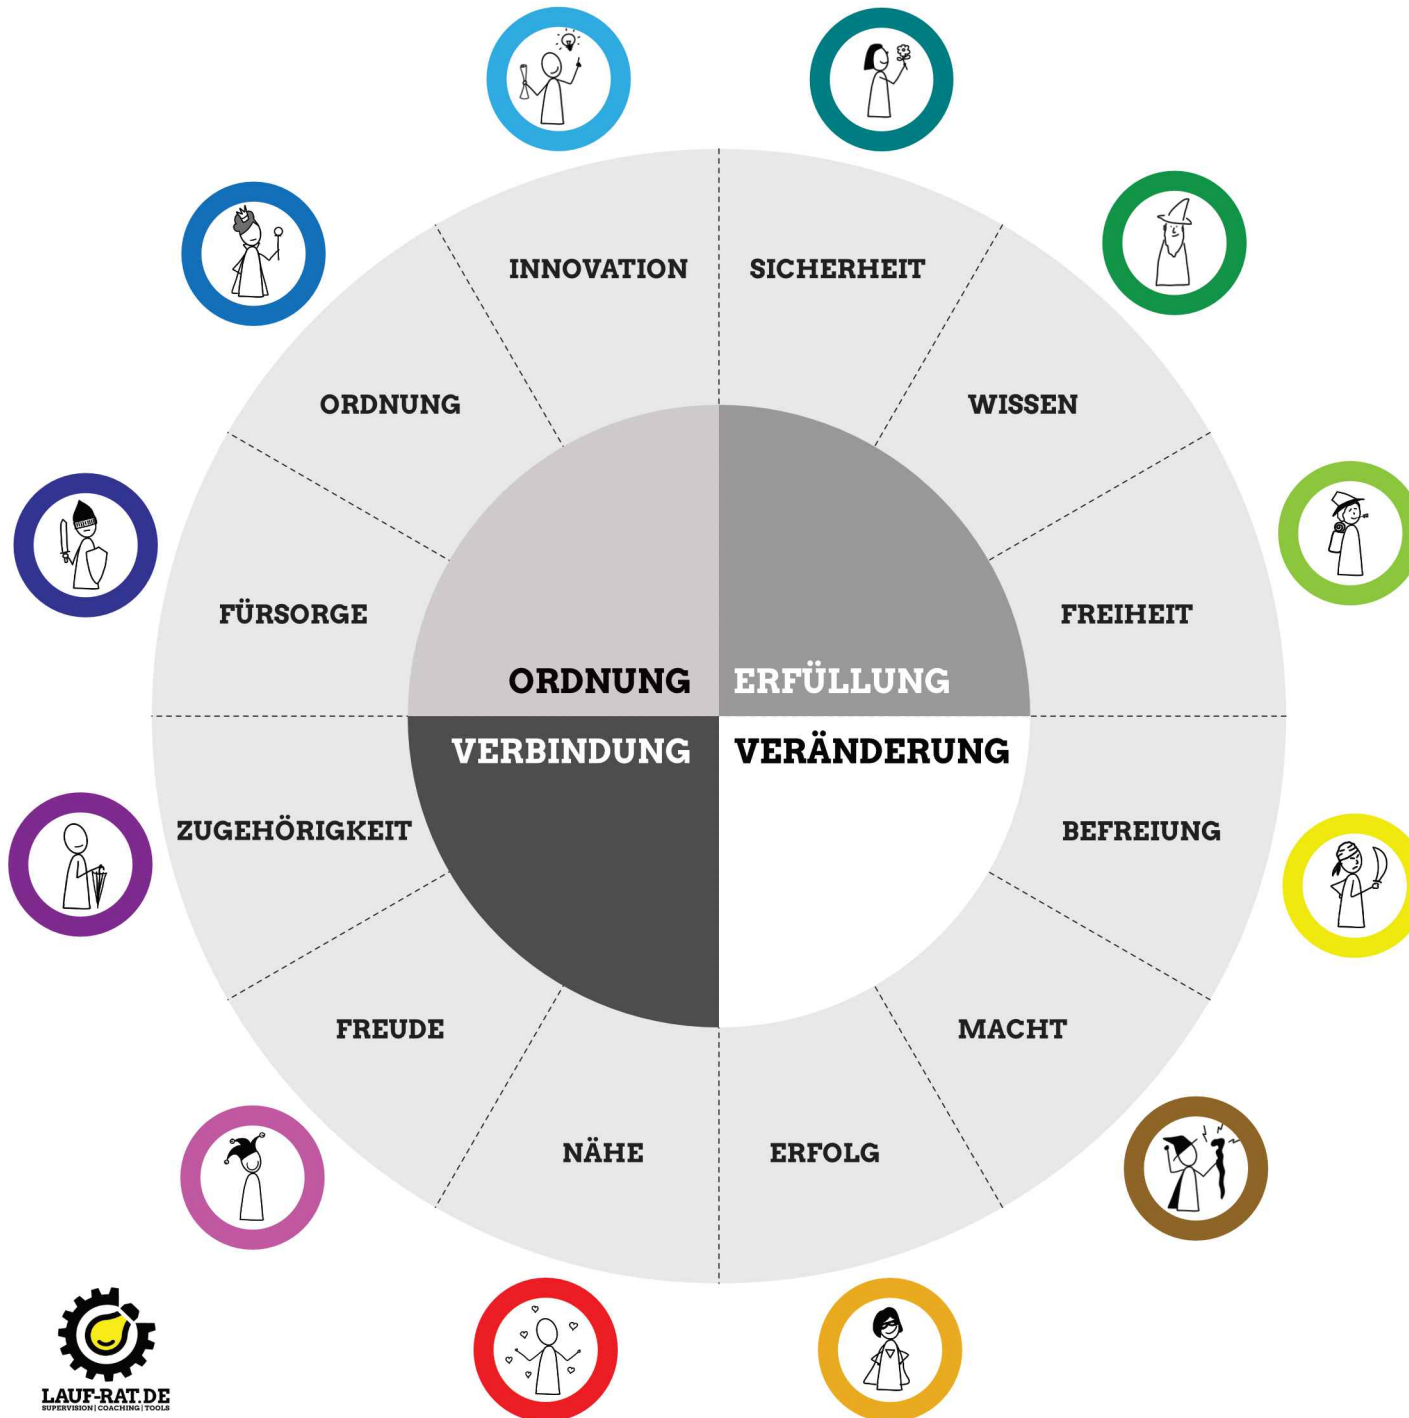 INNOVATION
SICHERHEIT
ORDNUNG
WISSEN
FÜRSORGE
FREIHEIT
ORDNUNG
ERFÜLLUNG
VERBINDUNG
VERÄNDERUNG
ZUGEHÖRIGKEIT
BEFREIUNG
FREUDE
MACHT
NÄHE
ERFOLG
LAUF-RAT.DE
SUPERVISION | COACHING | TOOLS